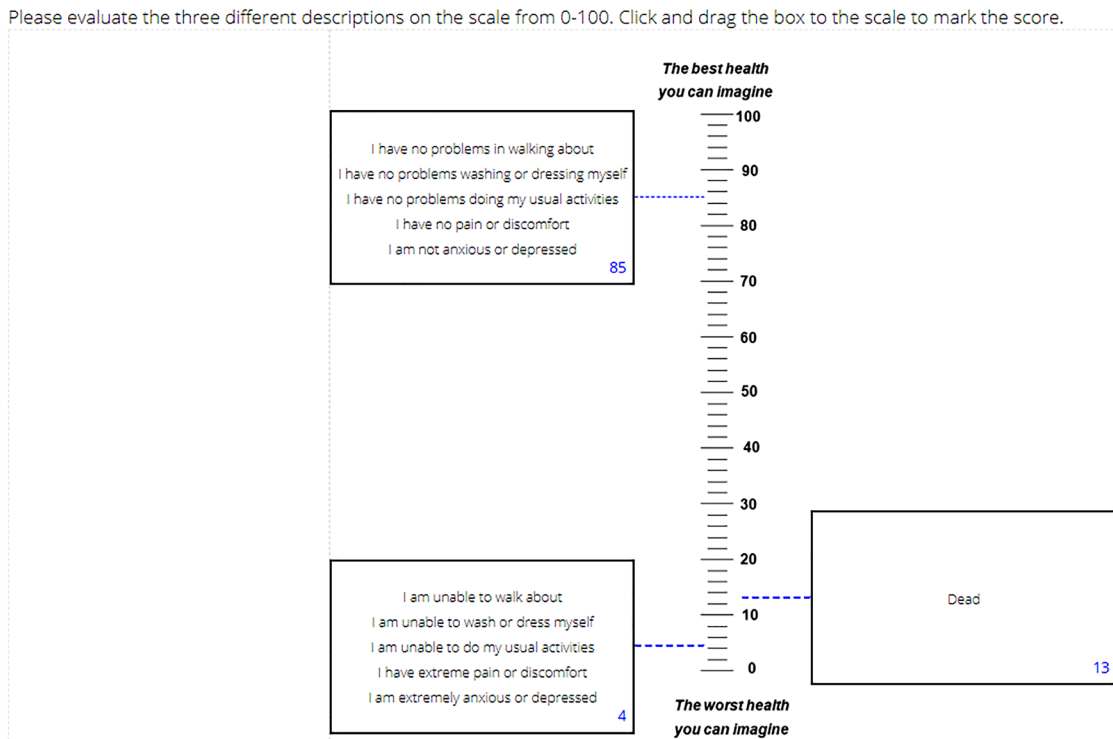 Please evaluate the three different descriptions on the scale from 0-100. Click and drag the box to the scale to mark the score.
The best health
you can imagine
100
90
80
70
60
50
40
30
20
10
0
The worst health
you can imagine
I have no problems in walking about
I have no problems washing or dressing myself
I have no problems doing my usual activities
I have no pain or discomfort
I am not anxious or depressed
85
I am unable to walk about
I am unable to wash or dress myself
I am unable to do my usual activities
I have extreme pain or discomfort
I am extremely anxious or depressed
4
Dead
13